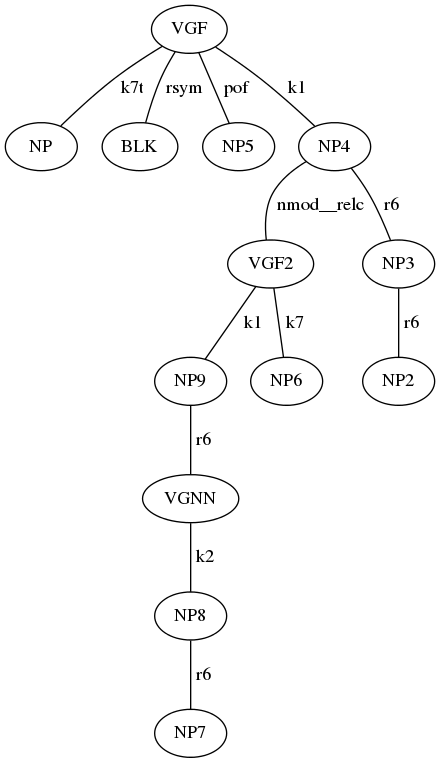 VGF
k7t rsym pof k1
NP BLK NP5 NP4
nmod__relc r6
VGF2 NP3
k1 k7 r6
NP9 NP6 NP2
r6
VGNN
k2
NP8
r6
NP7